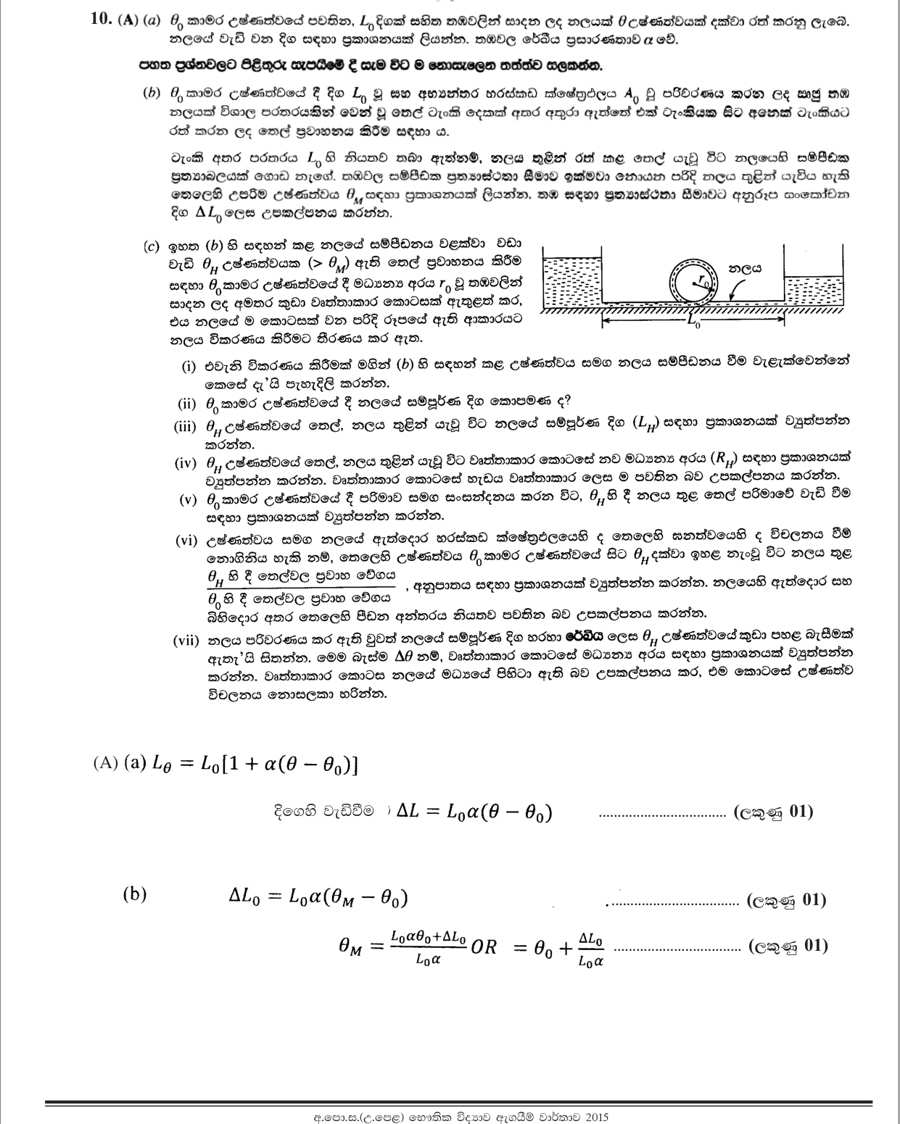 10. (A) (a) θ₀ කාමර උෂ්ණත්වයේ පවතින, L₀ දිගක් සහිත තඹවලින් සාදන ලද නලයක් θ උෂ්ණත්වයක් දක්වා රත් කරනු ලැබේ.
නලයේ වැඩි වන දිග සඳහා ප්‍රකාශනයක් ලියන්න. තඹවල රේඛීය ප්‍රසාරණතාව α වේ.
පහත ප්‍රශ්නවලට පිළිතුරු සැපයීමේ දී සැම විට ම නොසැලෙන තත්ත්ව සලකන්න.
(b) θ₀ කාමර උෂ්ණත්වයේ දී දිග L₀ වූ සහ අභ්‍යන්තර හරස්කඩ ක්ෂේත්‍රඵලය A₀ වූ පරිවරණය කරන ලද සෘජු තඹ
නලයක් විශාල පරතරයකින් වෙන් වූ තෙල් ටැංකි දෙකක් අතර අතුරා ඇත්තේ එක් ටැංකියක සිට අනෙක් ටැංකියට
රත් කරන ලද තෙල් ප්‍රවාහනය කිරීම සඳහා ය.
ටැංකි අතර පරතරය L₀ හි නියතව තබා ඇත්නම්, නලය තුළින් රත් කළ තෙල් යැවූ විට නලයෙහි සම්පීඩක
ප්‍රත්‍යාබලයක් ගොඩ නැගේ. තඹවල සම්පීඩක ප්‍රත්‍යාස්ථතා සීමාව ඉක්මවා නොයන පරිදි නලය තුළින් යැවිය හැකි
තෙලෙහි උපරිම උෂ්ණත්වය θ_M සඳහා ප්‍රකාශනයක් ලියන්න. තඹ සඳහා ප්‍රත්‍යාස්ථතා සීමාවට අනුරූප සංකෝචන
දිග ΔL₀ ලෙස උපකල්පනය කරන්න.
(c) ඉහත (b) හි සඳහන් කළ නලයේ සම්පීඩනය වළක්වා වඩා
වැඩි θ_H උෂ්ණත්වයක (> θ_M) ඇති තෙල් ප්‍රවාහනය කිරීම
සඳහා θ₀ කාමර උෂ්ණත්වයේ දී මධ්‍යන්‍ය අරය r₀ වූ තඹවලින්
සාදන ලද අමතර කුඩා වෘත්තාකාර කොටසක් ඇතුළත් කර,
එය නලයේ ම කොටසක් වන පරිදි රූපයේ ඇති ආකාරයට
නලය විකරණය කිරීමට තීරණය කර ඇත.
නලය
r₀
L₀
(i) එවැනි විකරණය කිරීමක් මගින් (b) හි සඳහන් කළ උෂ්ණත්වය සමග නලය සම්පීඩනය වීම වැළැක්වෙන්නේ
කෙසේ දැ'යි පැහැදිලි කරන්න.
(ii) θ₀ කාමර උෂ්ණත්වයේ දී නලයේ සම්පූර්ණ දිග කොපමණ ද?
(iii) θ_H උෂ්ණත්වයේ තෙල්, නලය තුළින් යැවූ විට නලයේ සම්පූර්ණ දිග (L_H) සඳහා ප්‍රකාශනයක් ව්‍යුත්පන්න
කරන්න.
(iv) θ_H උෂ්ණත්වයේ තෙල්, නලය තුළින් යැවූ විට වෘත්තාකාර කොටසේ නව මධ්‍යන්‍ය අරය (R_H) සඳහා ප්‍රකාශනයක්
ව්‍යුත්පන්න කරන්න. වෘත්තාකාර කොටසේ හැඩය වෘත්තාකාර ලෙස ම පවතින බව උපකල්පනය කරන්න.
(v) θ₀ කාමර උෂ්ණත්වයේ දී පරිමාව සමග සංසන්දනය කරන විට, θ_H හි දී නලය තුළ තෙල් පරිමාවේ වැඩි වීම
සඳහා ප්‍රකාශනයක් ව්‍යුත්පන්න කරන්න.
(vi) උෂ්ණත්වය සමග නලයේ ඇත්දොර හරස්කඩ ක්ෂේත්‍රඵලයෙහි ද තෙලෙහි ඝනත්වයෙහි ද විචලනය වීම්
නොගිනිය හැකි නම්, තෙලෙහි උෂ්ණත්වය θ₀ කාමර උෂ්ණත්වයේ සිට θ_H දක්වා ඉහළ නැංවූ විට නලය තුළ
θ_H හි දී තෙල්වල ප්‍රවාහ වේගය
/ θ₀ හි දී තෙල්වල ප්‍රවාහ වේගය , අනුපාතය සඳහා ප්‍රකාශනයක් ව්‍යුත්පන්න කරන්න. නලයෙහි ඇත්දොර සහ
බිහිදොර අතර තෙලෙහි පීඩන අන්තරය නියතව පවතින බව උපකල්පනය කරන්න.
(vii) නලය පරිවරණය කර ඇති වුවත් නලයේ සම්පූර්ණ දිග හරහා රේඛීය ලෙස θ_H උෂ්ණත්වයේ කුඩා පහළ බැසීමක්
ඇතැ'යි සිතන්න. මෙම බැස්ම Δθ නම්, වෘත්තාකාර කොටසේ මධ්‍යන්‍ය අරය සඳහා ප්‍රකාශනයක් ව්‍යුත්පන්න
කරන්න. වෘත්තාකාර කොටස නලයේ මධ්‍යයේ පිහිටා ඇති බව උපකල්පනය කර, එම කොටසේ උෂ්ණත්ව
විචලනය නොසලකා හරින්න.
(A) (a) L_θ = L₀[1 + α(θ − θ₀)]
දිගෙහි වැඩිවීම ) ΔL = L₀α(θ − θ₀) .................................. (ලකුණු 01)
(b) ΔL₀ = L₀α(θ_M − θ₀) .................................. (ලකුණු 01)
θ_M = (L₀αθ₀+ΔL₀)/(L₀α) OR = θ₀ + ΔL₀/(L₀α) .................................. (ලකුණු 01)
අ.පො.ස.(උ.පෙළ) භෞතික විද්‍යාව ඇගයීම් වාර්තාව 2015